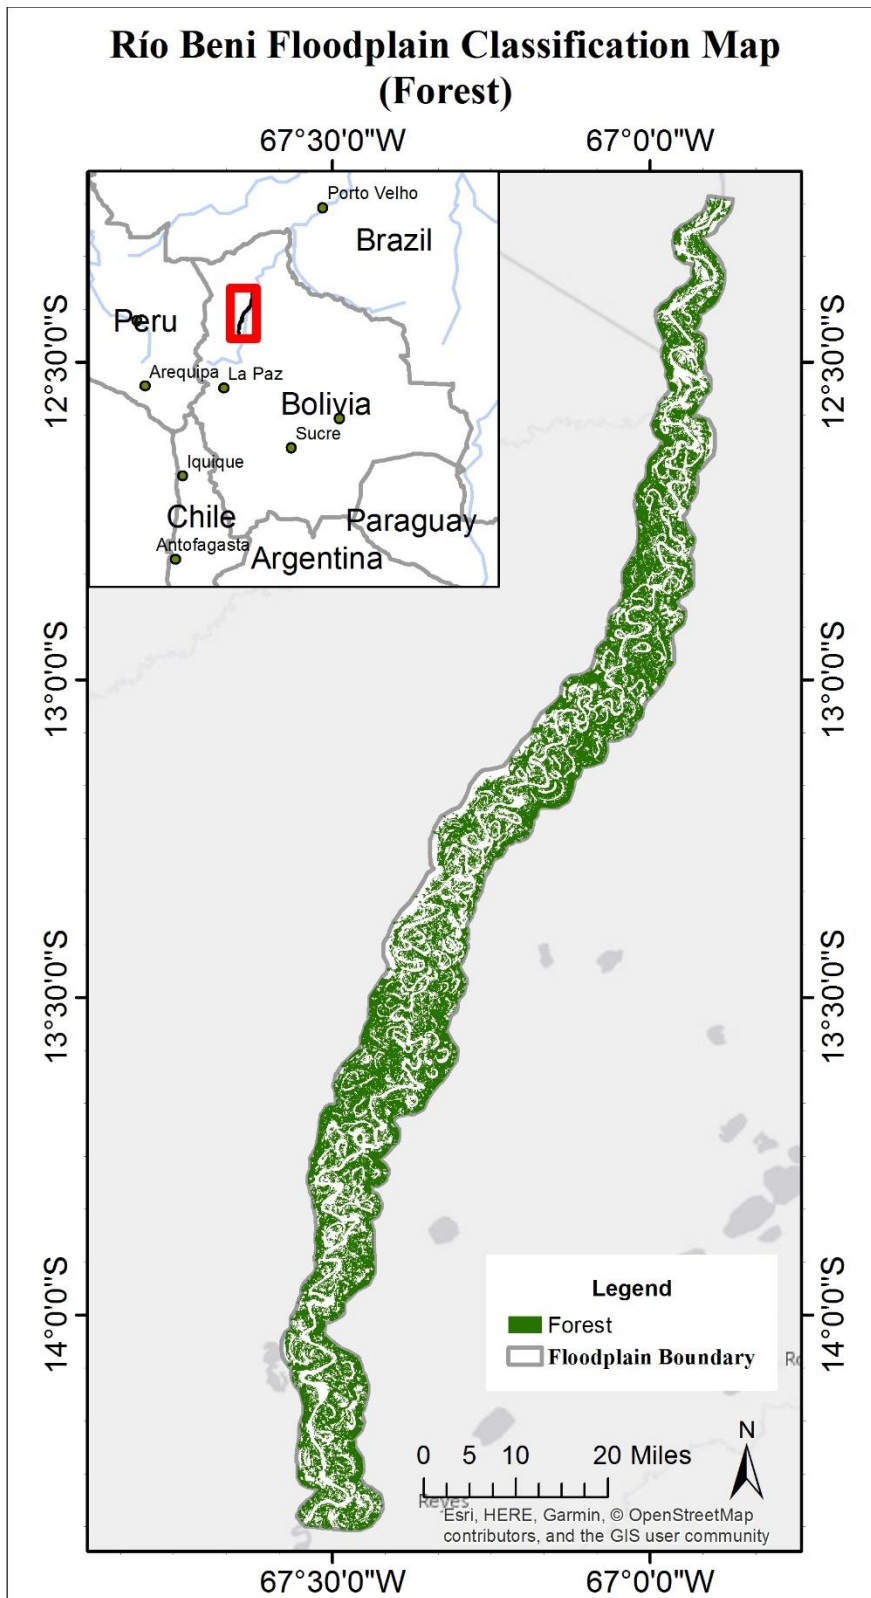 Río Beni Floodplain Classification Map
(Forest)
67°30'0"W
67°0'0"W
Porto Velho
Brazil
Peru
Arequipa
La Paz
Bolivia
Sucre
Iquique
Chile
Paraguay
Antofagasta
Argentina
12°30'0"S
12°30'0"S
13°0'0"S
13°0'0"S
13°30'0"S
13°30'0"S
14°0'0"S
14°0'0"S
Legend
Forest
Floodplain Boundary
N
0 5 10 20 Miles
Reyes
Esri, HERE, Garmin, © OpenStreetMap
contributors, and the GIS user community
67°30'0"W
67°0'0"W